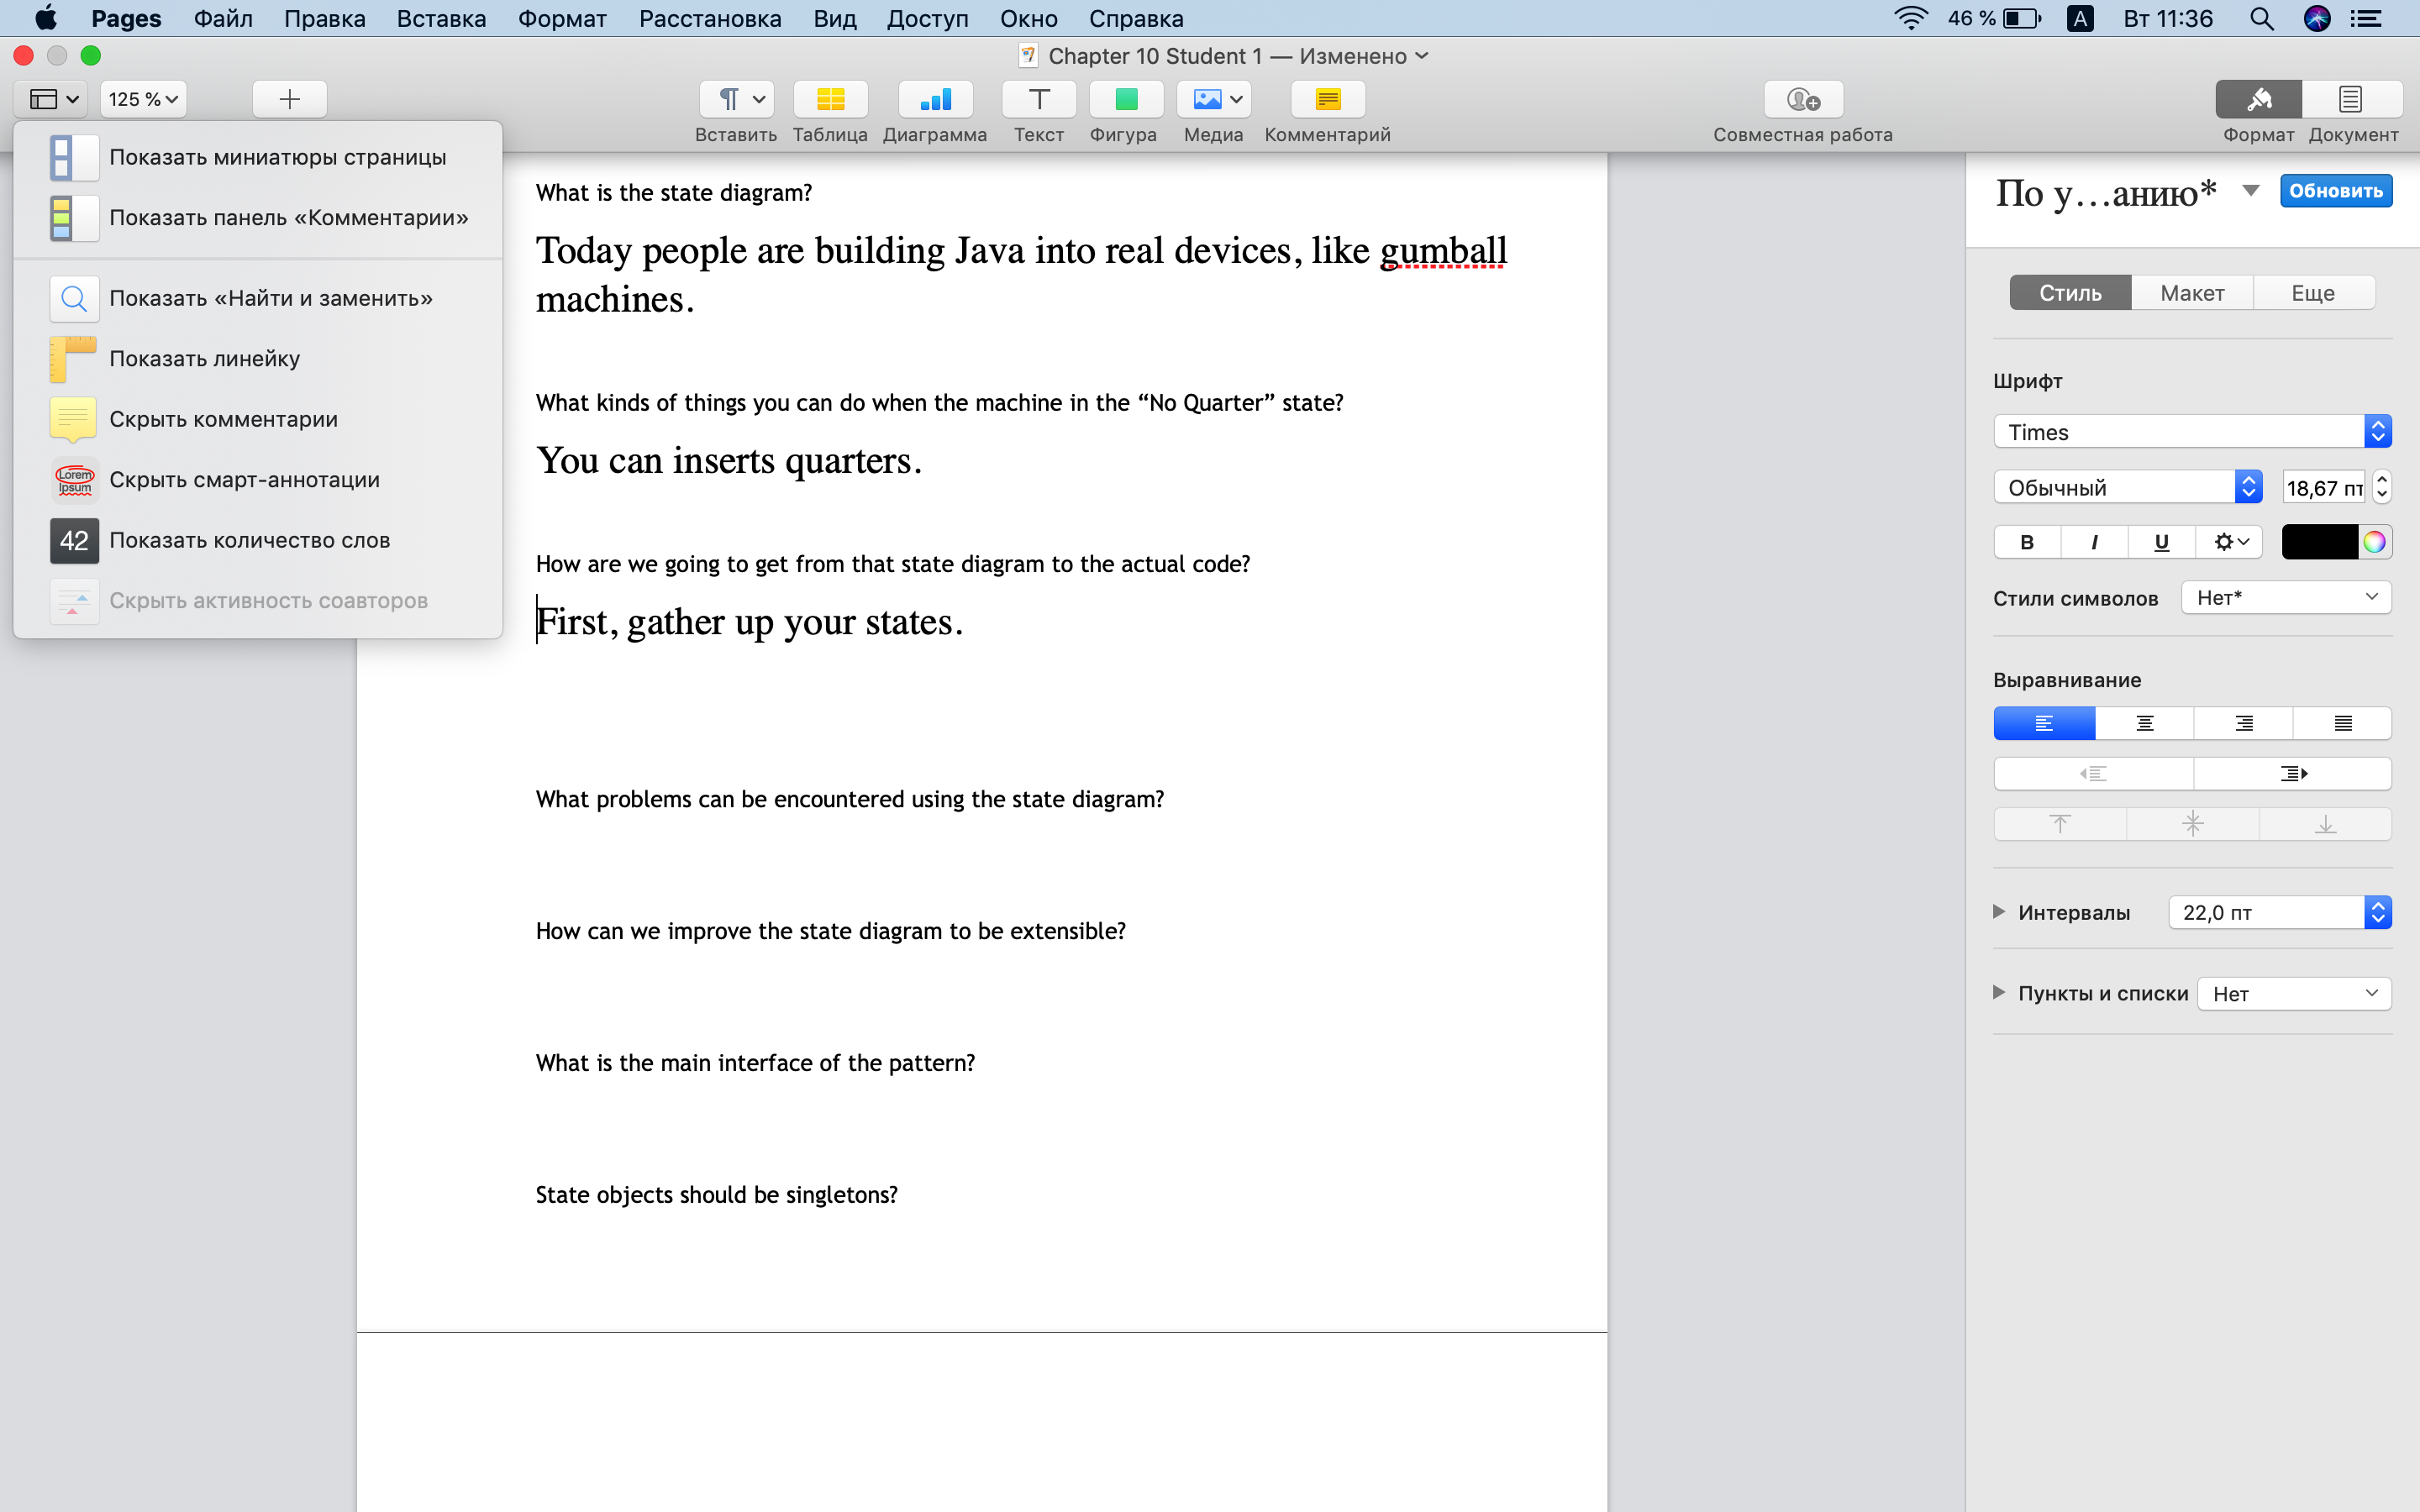 Pages Файл Правка Вставка Формат Расстановка Вид Доступ Окно Справка 46 % A Вт 11:36
Chapter 10 Student 1 — Изменено
125 %
Вставить Таблица Диаграмма Текст Фигура Медиа Комментарий Совместная работа Формат Документ
Показать миниатюры страницы
Показать панель «Комментарии»
Показать «Найти и заменить»
Показать линейку
Скрыть комментарии
Lorem
Ipsum
Скрыть смарт-аннотации
42 Показать количество слов
Скрыть активность соавторов
What is the state diagram?
Today people are building Java into real devices, like gumball
machines.
What kinds of things you can do when the machine in the “No Quarter” state?
You can inserts quarters.
How are we going to get from that state diagram to the actual code?
First, gather up your states.
What problems can be encountered using the state diagram?
How can we improve the state diagram to be extensible?
What is the main interface of the pattern?
State objects should be singletons?
По у…анию* Обновить
Стиль Макет Еще
Шрифт
Times
Обычный 18,67 пт
B I U
Стили символов Нет*
Выравнивание
Интервалы 22,0 пт
Пункты и списки Нет